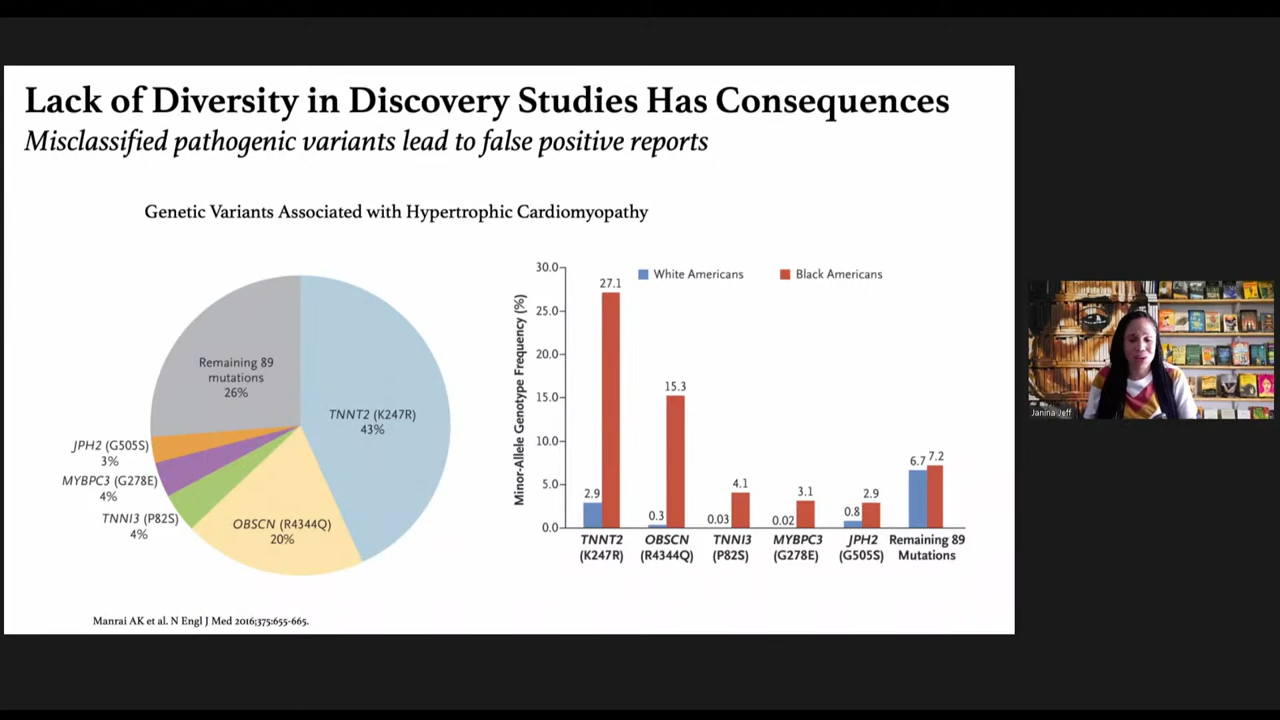 Lack of Diversity in Discovery Studies Has Consequences
Misclassified pathogenic variants lead to false positive reports
Genetic Variants Associated with Hypertrophic Cardiomyopathy
Remaining 89
mutations
26%
TNNT2 (K247R)
43%
JPH2 (G505S)
3%
MYBPC3 (G278E)
4%
TNNI3 (P82S)
4%
OBSCN (R4344Q)
20%
Minor-Allele Genotype Frequency (%)
30.0
25.0
20.0
15.0
10.0
5.0
0.0
White Americans
Black Americans
2.9
27.1
0.3
15.3
0.03
4.1
0.02
3.1
0.8
2.9
6.7
7.2
TNNT2
(K247R)
OBSCN
(R4344Q)
TNNI3
(P82S)
MYBPC3
(G278E)
JPH2
(G505S)
Remaining 89
Mutations
Manrai AK et al. N Engl J Med 2016;375:655-665.
Janina Jeff